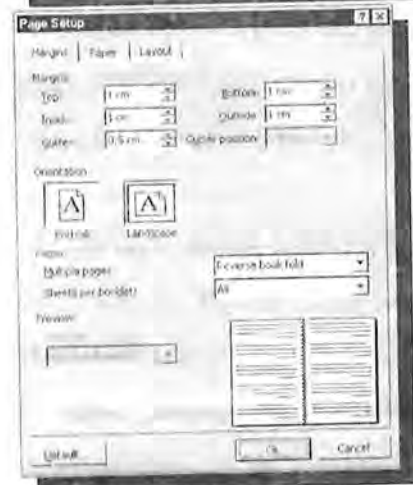 Page Setup
Margins Paper Layout
Margins
Top: 1 cm Bottom: 1 cm
Inside: 1 cm Outside: 1 cm
Gutter: 0.5 cm Gutter position:
Orientation
Portrait Landscape
Pages
Multiple pages: Reverse book fold
Sheets per booklet: All
Preview
Default... OK Cancel